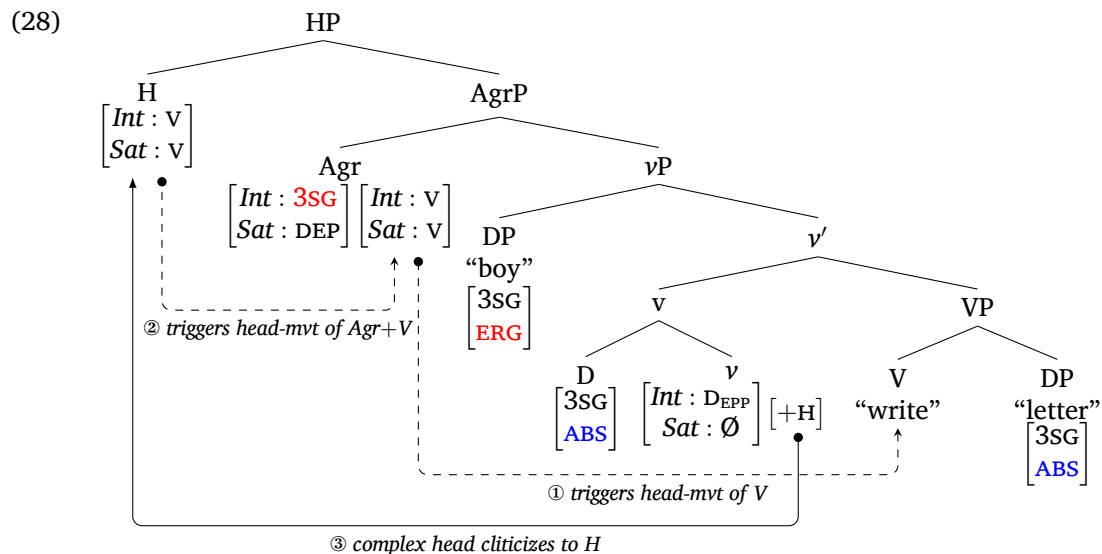 (28)
HP
H
AgrP
[Int : V]
[Sat : V]
Agr
vP
[Int : 3SG] [Int : V]
[Sat : DEP] [Sat : V]
DP
v′
“boy”
[3SG]
[ERG]
② triggers head-mvt of Agr+V
v
VP
D
v
V
DP
[3SG]
[ABS]
[Int : D_EPP] [+H]
[Sat : Ø]
“write”
“letter”
[3SG]
[ABS]
① triggers head-mvt of V
③ complex head cliticizes to H